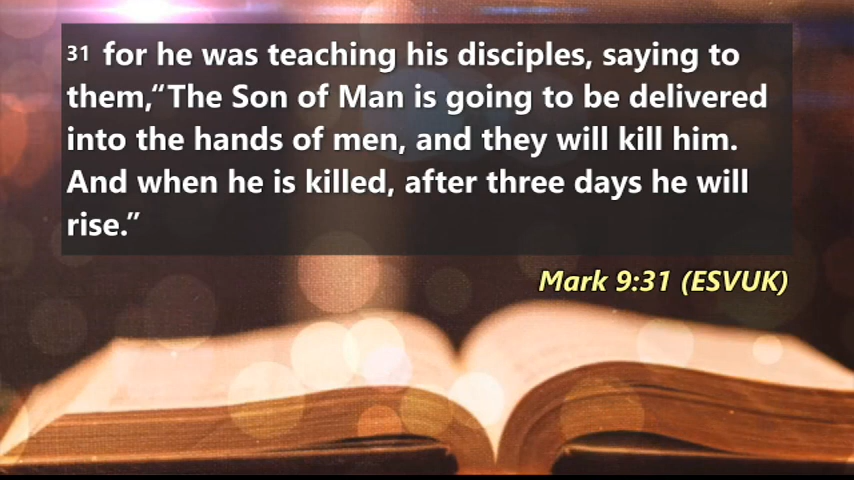 31 for he was teaching his disciples, saying to
them,“The Son of Man is going to be delivered
into the hands of men, and they will kill him.
And when he is killed, after three days he will
rise.”
Mark 9:31 (ESVUK)